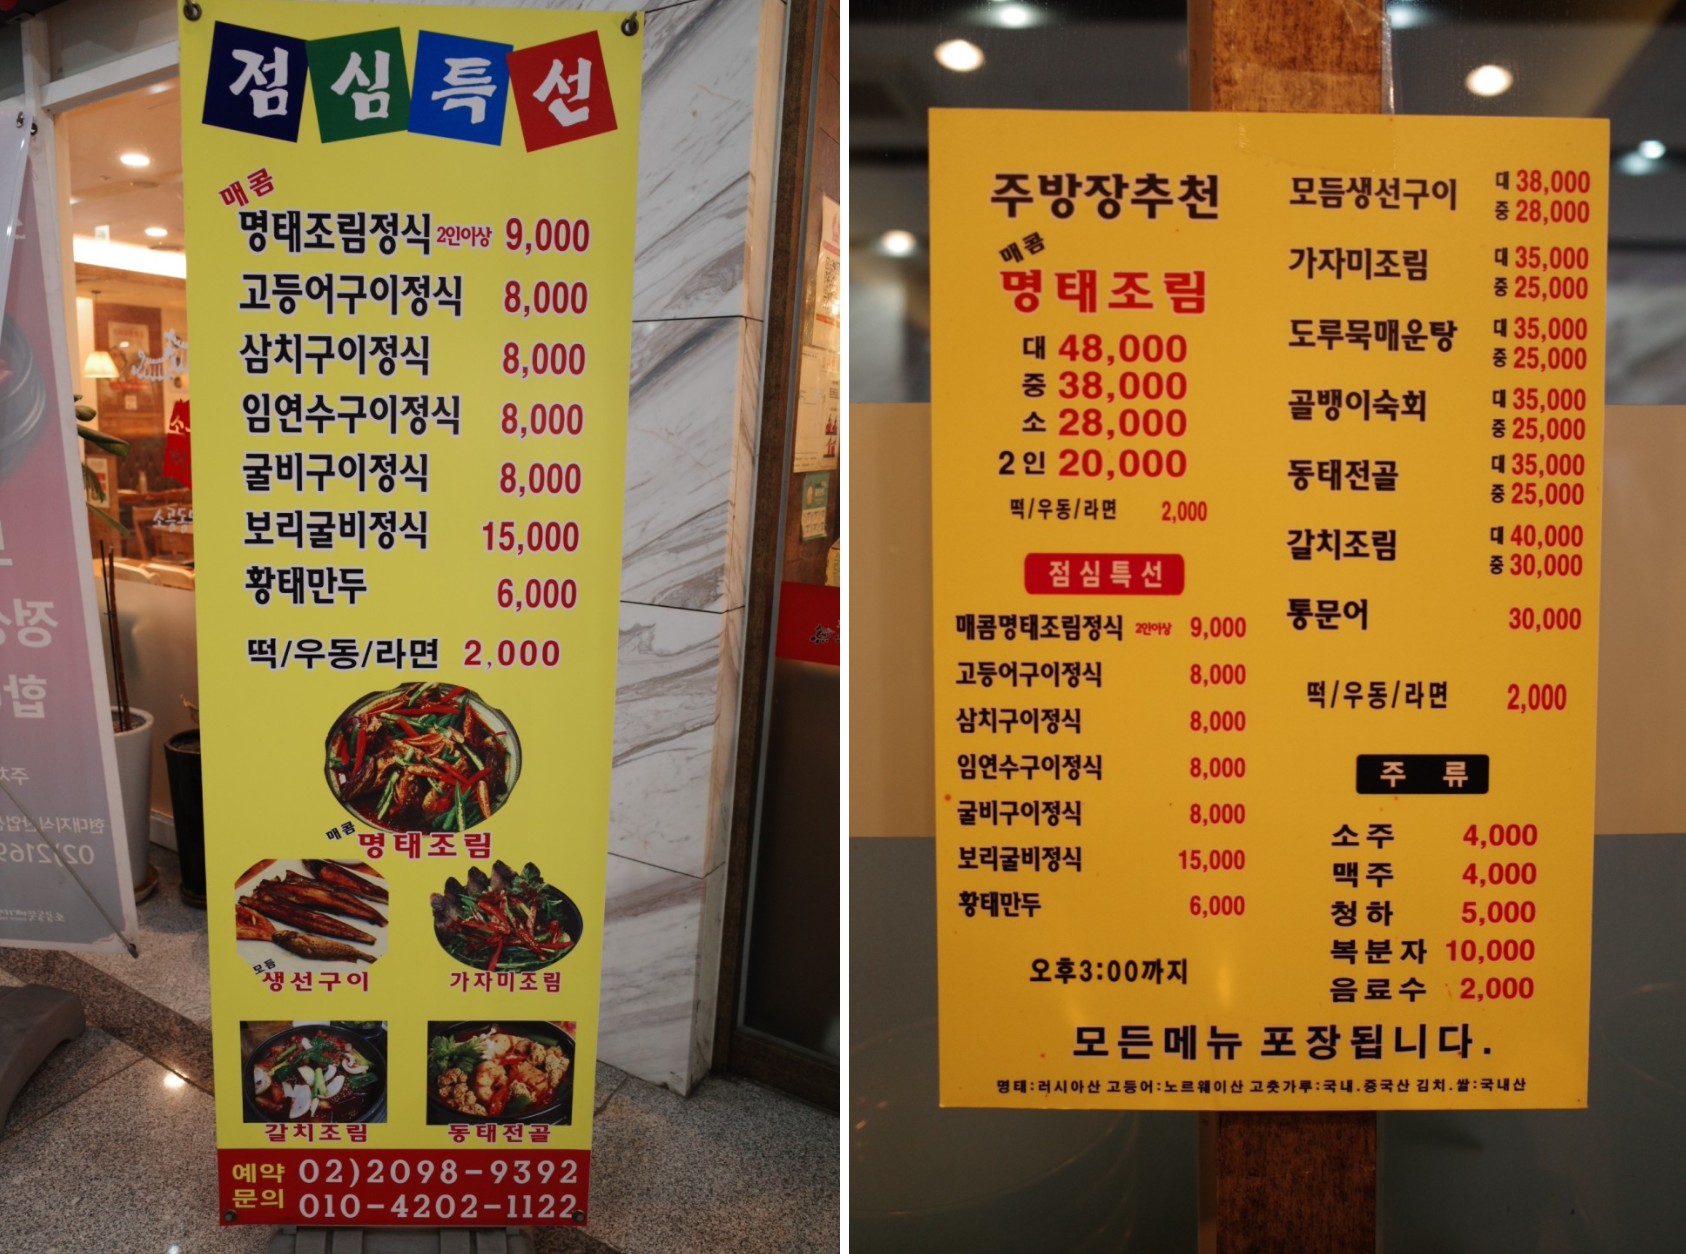 점심특선
매콤
명태조림정식 2인이상 9,000
고등어구이정식 8,000
삼치구이정식 8,000
임연수구이정식 8,000
굴비구이정식 8,000
보리굴비정식 15,000
황태만두 6,000
떡/우동/라면 2,000
매콤
명태조림
모듬
생선구이
가자미조림
갈치조림
동태전골
예약
문의
02)2098-9392
010-4202-1122
주방장추천
매콤
명태조림
대 48,000
중 38,000
소 28,000
2인 20,000
떡/우동/라면 2,000
점심특선
매콤명태조림정식 2인이상 9,000
고등어구이정식 8,000
삼치구이정식 8,000
임연수구이정식 8,000
굴비구이정식 8,000
보리굴비정식 15,000
황태만두 6,000
오후3:00까지
모듬생선구이 대 38,000
중 28,000
가자미조림 대 35,000
중 25,000
도루묵매운탕 대 35,000
중 25,000
골뱅이숙회 대 35,000
중 25,000
동태전골 대 35,000
중 25,000
갈치조림 대 40,000
중 30,000
통문어 30,000
떡/우동/라면 2,000
주 류
소주 4,000
맥주 4,000
청하 5,000
복분자 10,000
음료수 2,000
모든메뉴 포장됩니다.
명태:러시아산 고등어:노르웨이산 고춧가루:국내.중국산 김치.쌀:국내산